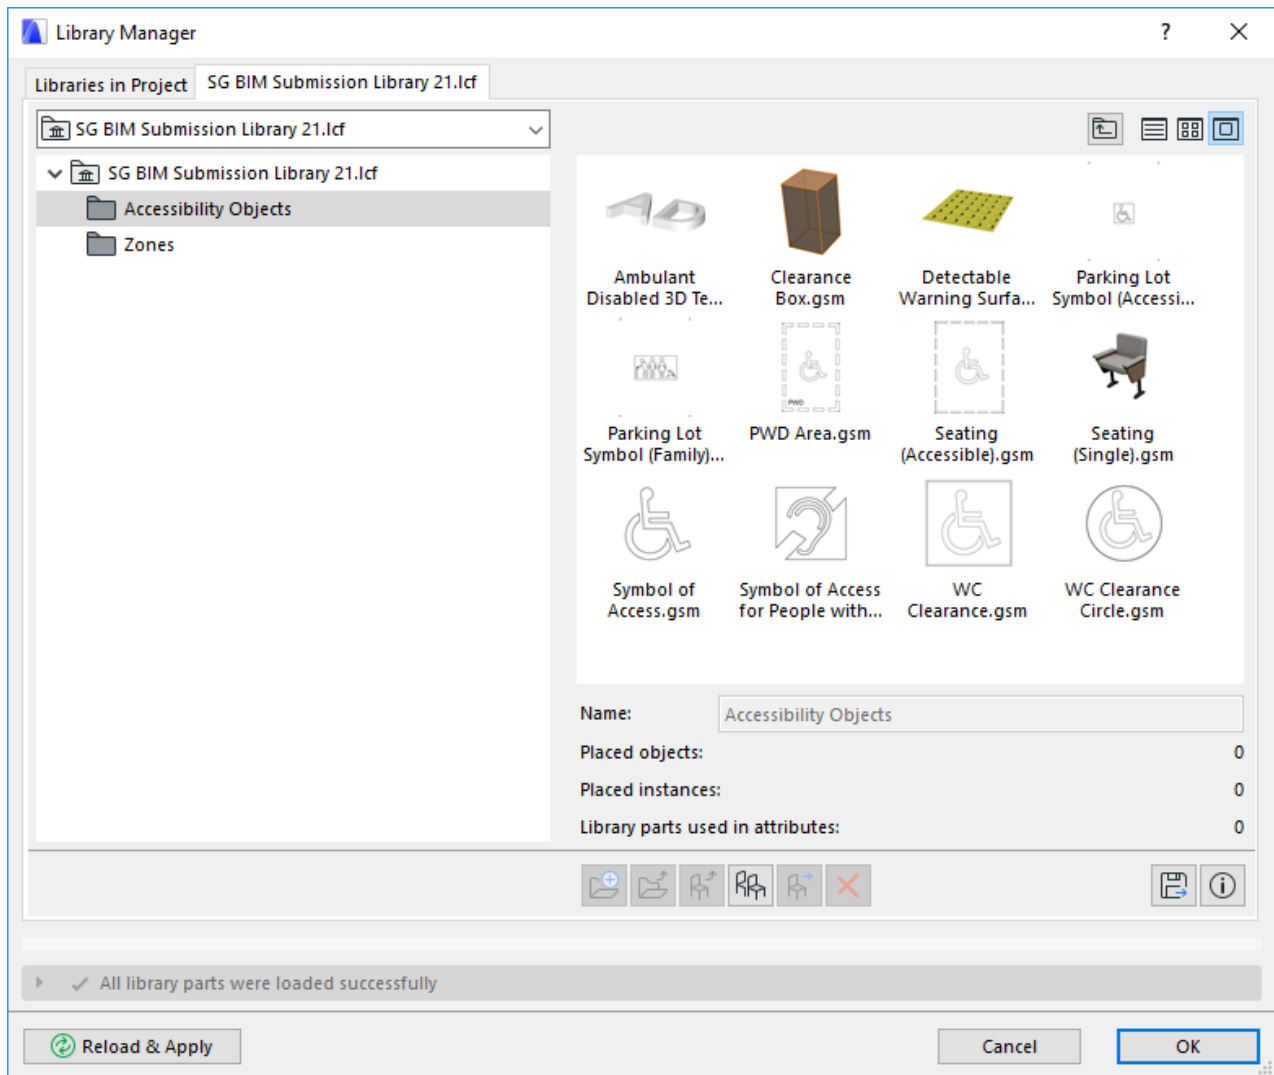 Library Manager
?
Libraries in Project
SG BIM Submission Library 21.lcf
SG BIM Submission Library 21.lcf
SG BIM Submission Library 21.lcf
Accessibility Objects
Zones
AD
Ambulant
Disabled 3D Te...
Clearance
Box.gsm
Detectable
Warning Surfa...
Parking Lot
Symbol (Accessi...
Parking Lot
Symbol (Family)...
PWD
PWD Area.gsm
Seating
(Accessible).gsm
Seating
(Single).gsm
Symbol of
Access.gsm
Symbol of Access
for People with...
WC
Clearance.gsm
WC Clearance
Circle.gsm
Name:
Accessibility Objects
Placed objects:
0
Placed instances:
0
Library parts used in attributes:
0
All library parts were loaded successfully
Reload & Apply
Cancel
OK